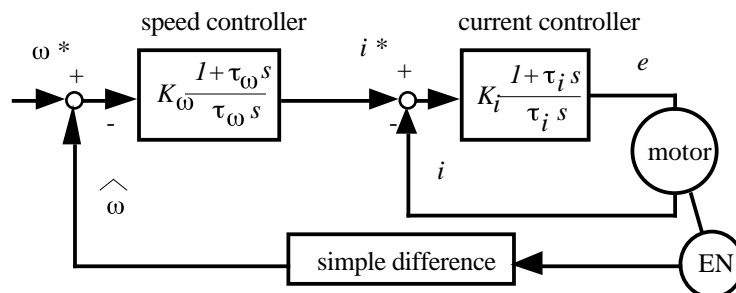 speed controller
current controller
ω *
+
-
K_ω (1+τ_ω s)/(τ_ω s)
i *
+
-
K_i (1+τ_i s)/(τ_i s)
e
motor
i
ω̂
simple difference
EN